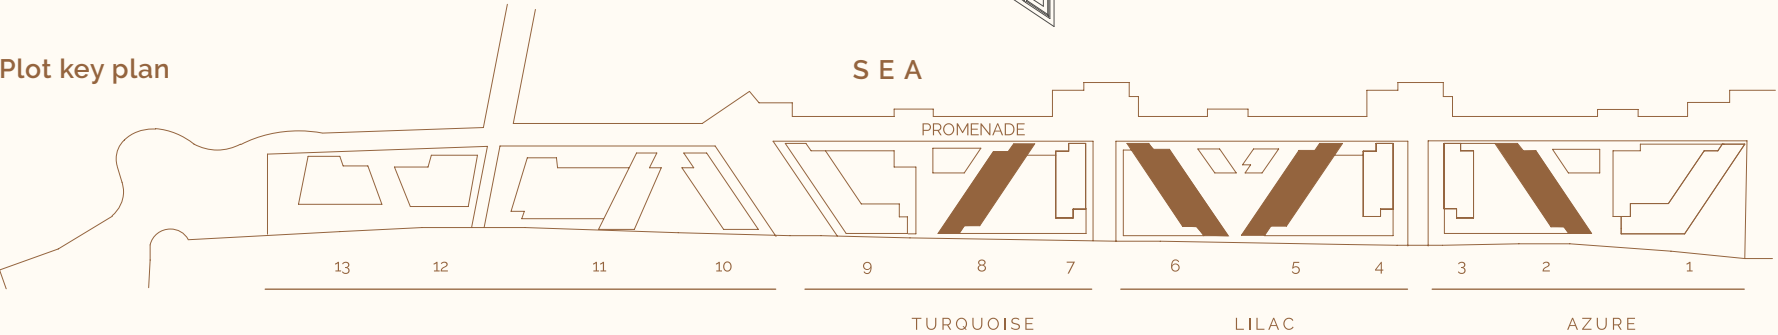 Plot key plan
SEA
PROMENADE
13 12 11 10 9 8 7 6 5 4 3 2 1
TURQUOISE LILAC AZURE